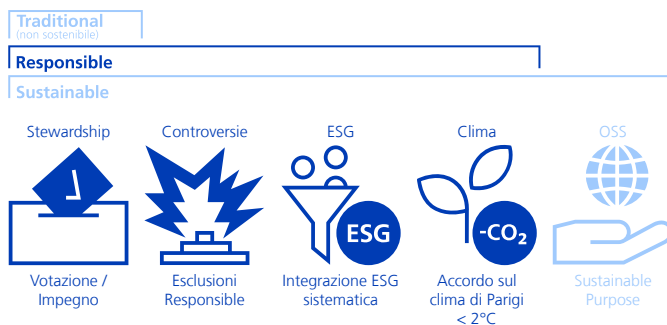 Traditional
(non sostenibile)
Responsible
Sustainable
Stewardship
Controversie
ESG
Clima
OSS
ESG
-CO₂
Votazione /
Impegno
Esclusioni
Responsible
Integrazione ESG
sistematica
Accordo sul
clima di Parigi
< 2°C
Sustainable
Purpose